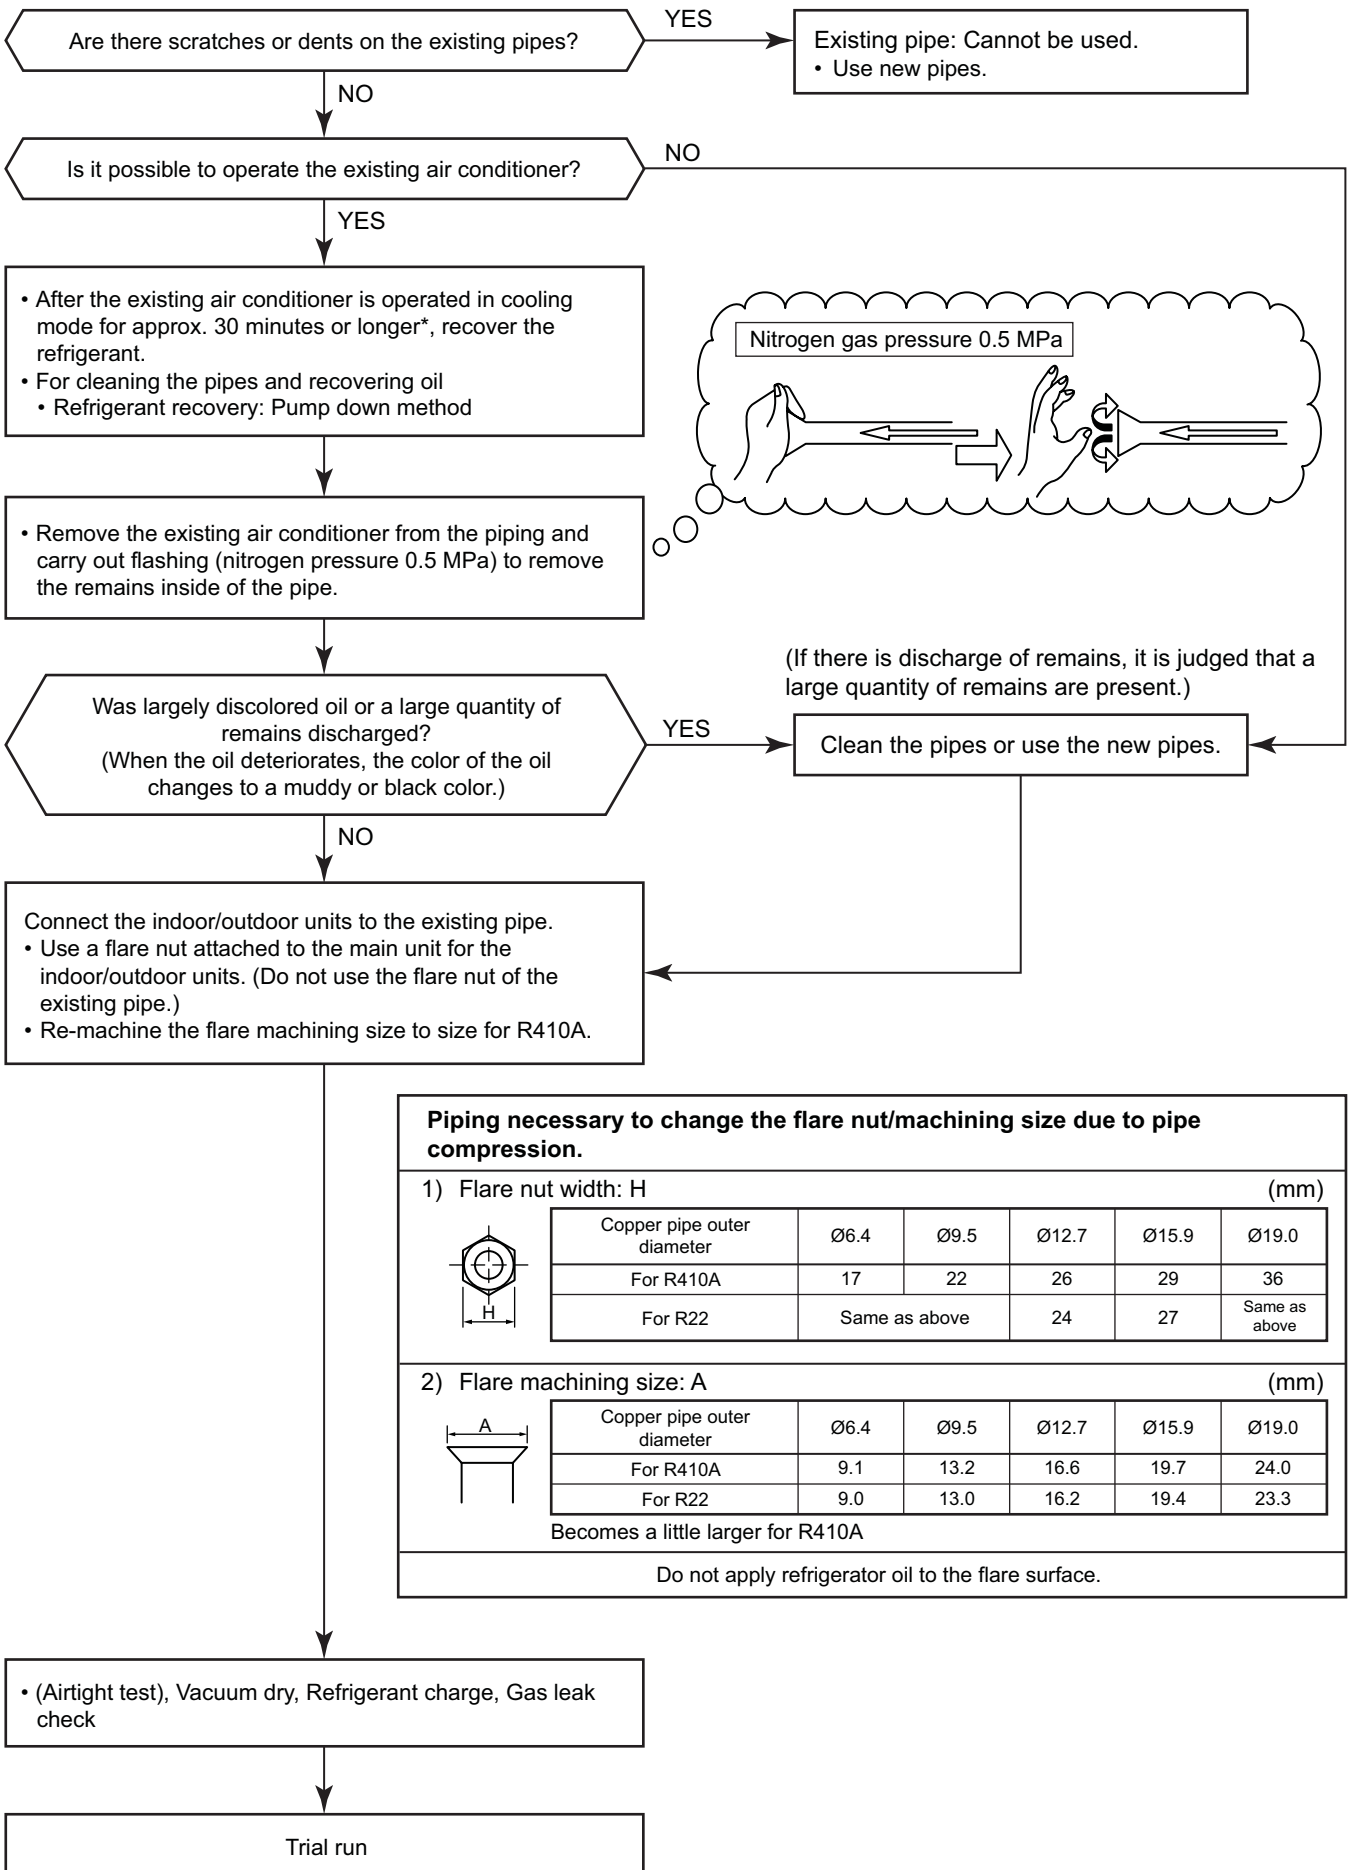 Are there scratches or dents on the existing pipes?
YES
Existing pipe: Cannot be used.
• Use new pipes.
NO
Is it possible to operate the existing air conditioner?
NO
YES
• After the existing air conditioner is operated in cooling
mode for approx. 30 minutes or longer*, recover the
refrigerant.
• For cleaning the pipes and recovering oil
• Refrigerant recovery: Pump down method
Nitrogen gas pressure 0.5 MPa
• Remove the existing air conditioner from the piping and
carry out flashing (nitrogen pressure 0.5 MPa) to remove
the remains inside of the pipe.
(If there is discharge of remains, it is judged that a
large quantity of remains are present.)
Was largely discolored oil or a large quantity of
remains discharged?
(When the oil deteriorates, the color of the oil
changes to a muddy or black color.)
YES
Clean the pipes or use the new pipes.
NO
Connect the indoor/outdoor units to the existing pipe.
• Use a flare nut attached to the main unit for the
indoor/outdoor units. (Do not use the flare nut of the
existing pipe.)
• Re-machine the flare machining size to size for R410A.
Piping necessary to change the flare nut/machining size due to pipe
compression.
1) Flare nut width: H (mm)
H
Copper pipe outer
diameter Ø6.4 Ø9.5 Ø12.7 Ø15.9 Ø19.0
For R410A 17 22 26 29 36
For R22 Same as above 24 27 Same as
above
2) Flare machining size: A (mm)
A
Copper pipe outer
diameter Ø6.4 Ø9.5 Ø12.7 Ø15.9 Ø19.0
For R410A 9.1 13.2 16.6 19.7 24.0
For R22 9.0 13.0 16.2 19.4 23.3
Becomes a little larger for R410A
Do not apply refrigerator oil to the flare surface.
• (Airtight test), Vacuum dry, Refrigerant charge, Gas leak
check
Trial run